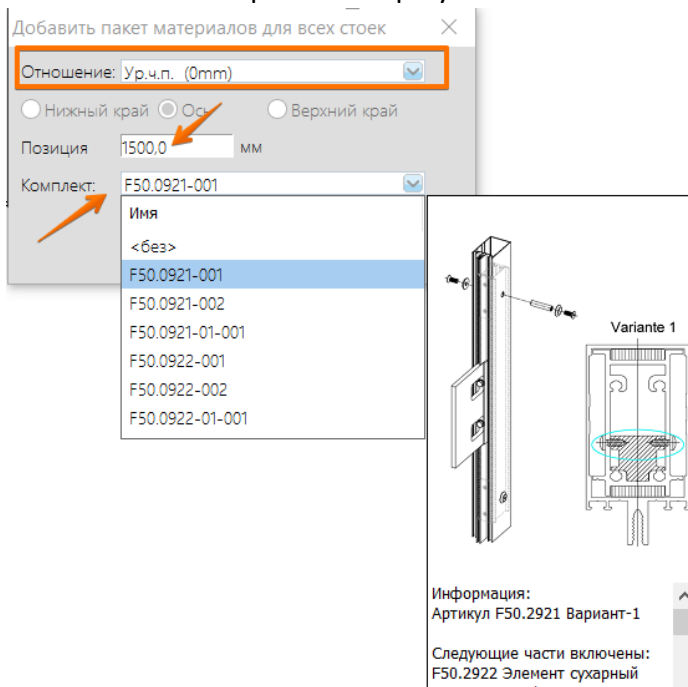 Добавить пакет материалов для всех стоек
Отношение: Ур.ч.п. (0mm)
Нижный край Ось Верхний край
Позиция 1500,0 мм
Комплект: F50.0921-001
Имя
<без>
F50.0921-001
F50.0921-002
F50.0921-01-001
F50.0922-001
F50.0922-002
F50.0922-01-001
Variante 1
Информация:
Артикул F50.2921 Вариант-1
Следующие части включены:
F50.2922 Элемент сухарный